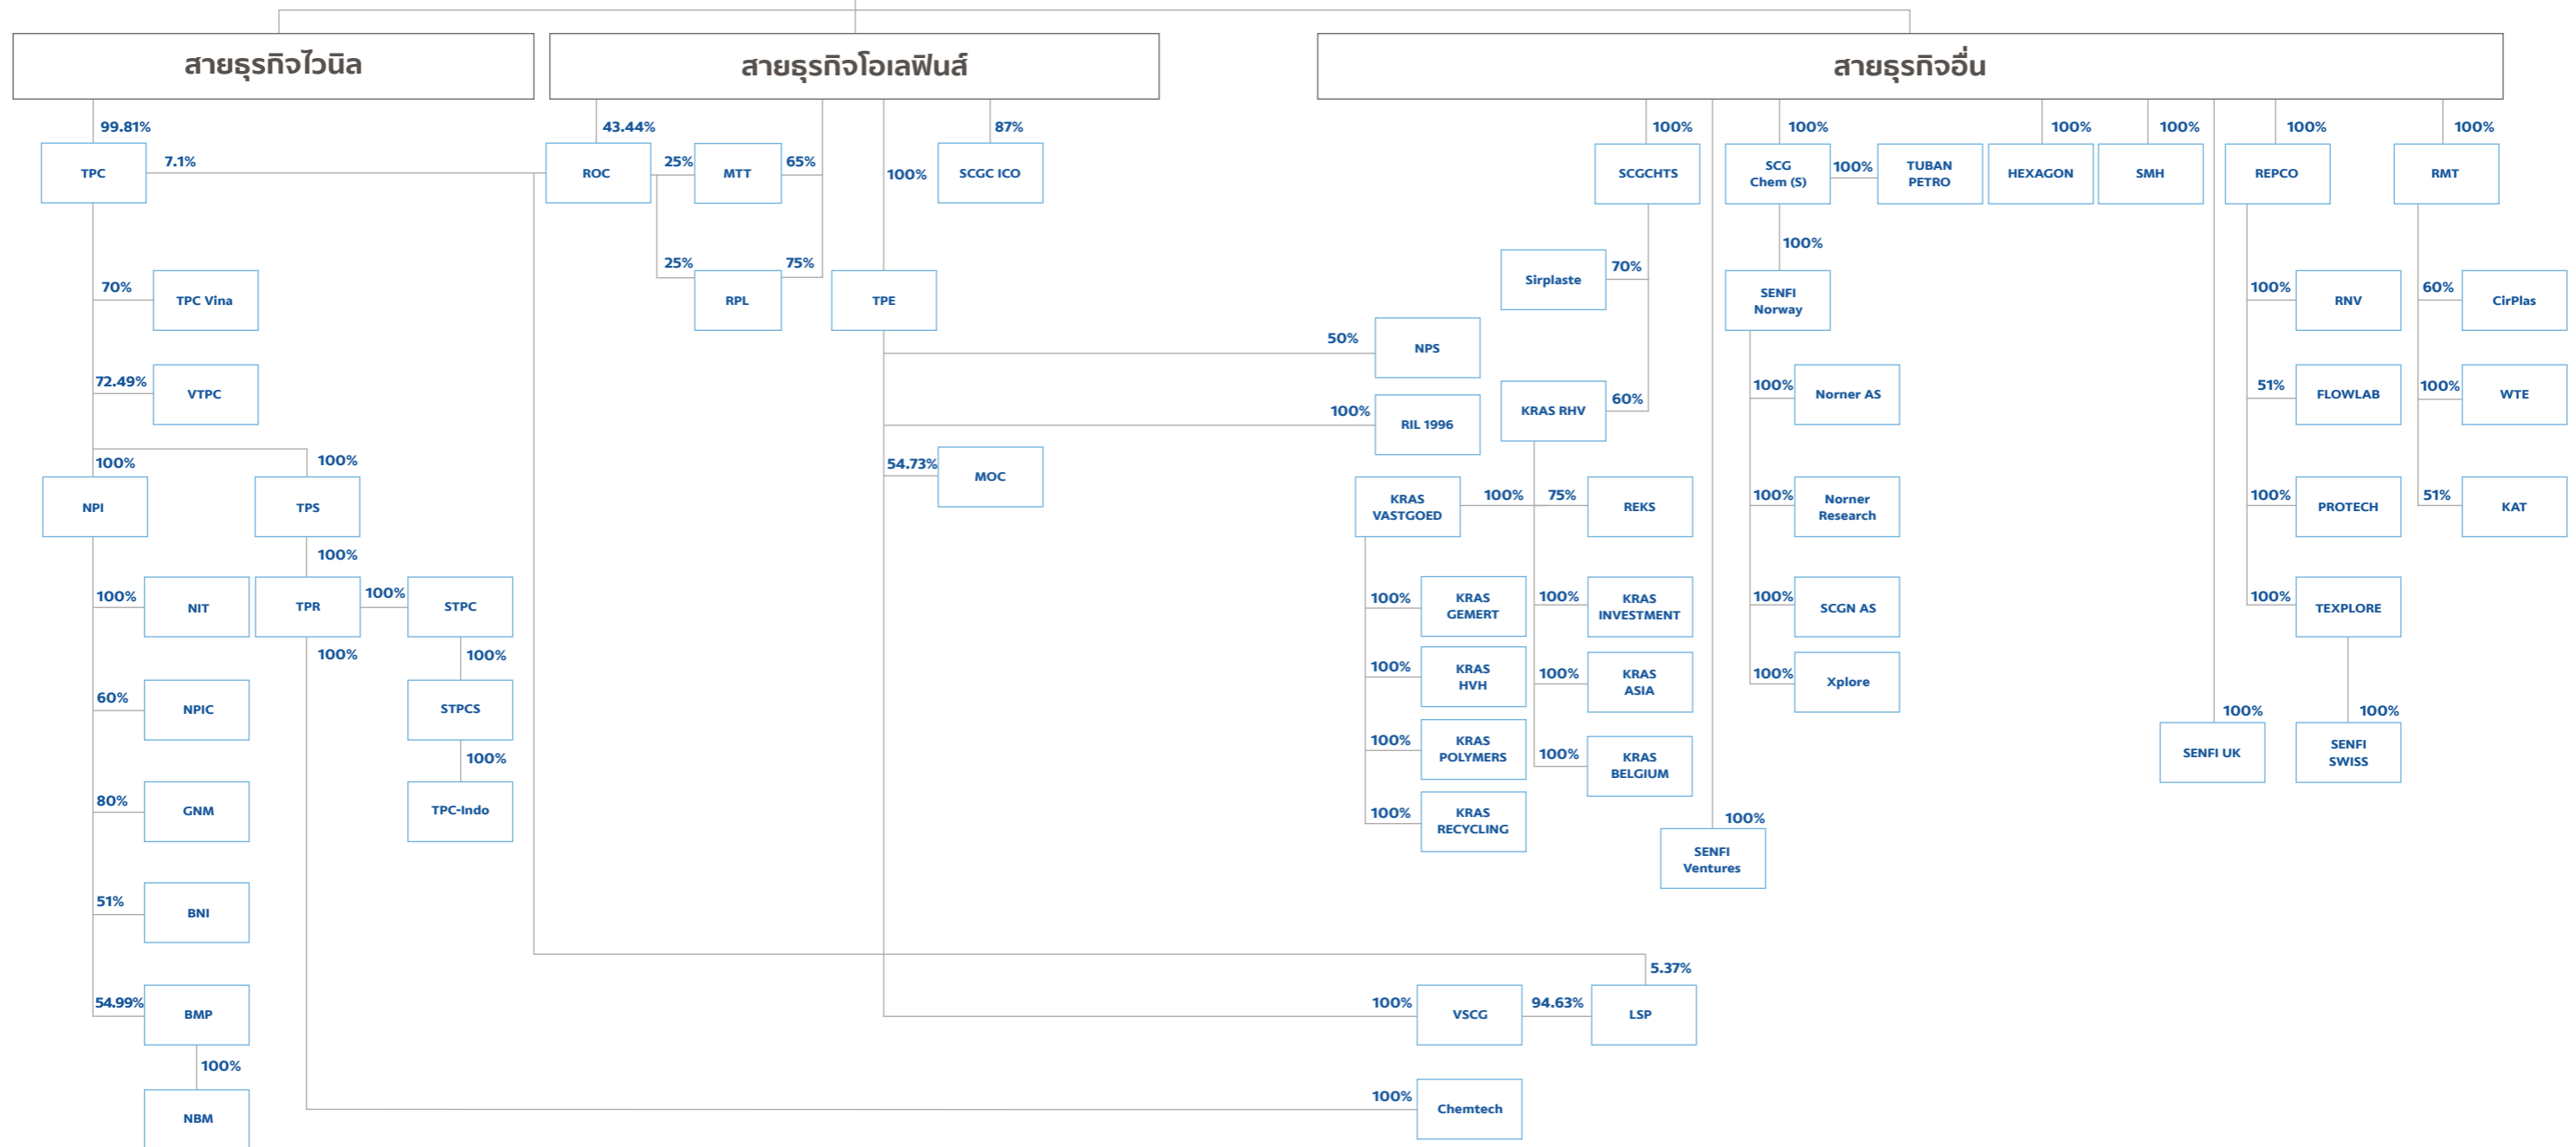 สายธุรกิจไวนิล
สายธุรกิจโอเลฟินส์
สายธุรกิจอื่น
99.81%
TPC
7.1%
70%
TPC Vina
72.49%
VTPC
100%
NPI
100%
TPS
100%
TPR
100%
STPC
100%
100%
STPCS
100%
TPC-Indo
100%
NIT
60%
NPIC
80%
GNM
51%
BNI
54.99%
BMP
100%
NBM
43.44%
ROC
25%
MTT
65%
25%
RPL
75%
100%
TPE
87%
SCGC ICO
50%
NPS
100%
RIL 1996
54.73%
MOC
100%
VSCG
94.63%
LSP
5.37%
100%
Chemtech
100%
SCGCHTS
Sirplaste
70%
KRAS RHV
60%
KRAS
VASTGOED
100%
75%
REKS
100%
KRAS
GEMERT
100%
KRAS
HVH
100%
KRAS
POLYMERS
100%
KRAS
RECYCLING
100%
KRAS
INVESTMENT
100%
KRAS
ASIA
100%
KRAS
BELGIUM
100%
SENFI
Ventures
100%
SCG
Chem (S)
100%
TUBAN
PETRO
100%
SENFI
Norway
100%
Norner AS
100%
Norner
Research
100%
SCGN AS
100%
Xplore
100%
HEXAGON
100%
SMH
100%
SENFI UK
100%
REPCO
100%
RNV
51%
FLOWLAB
100%
PROTECH
100%
TEXPLORE
100%
SENFI
SWISS
100%
RMT
60%
CirPlas
100%
WTE
51%
KAT